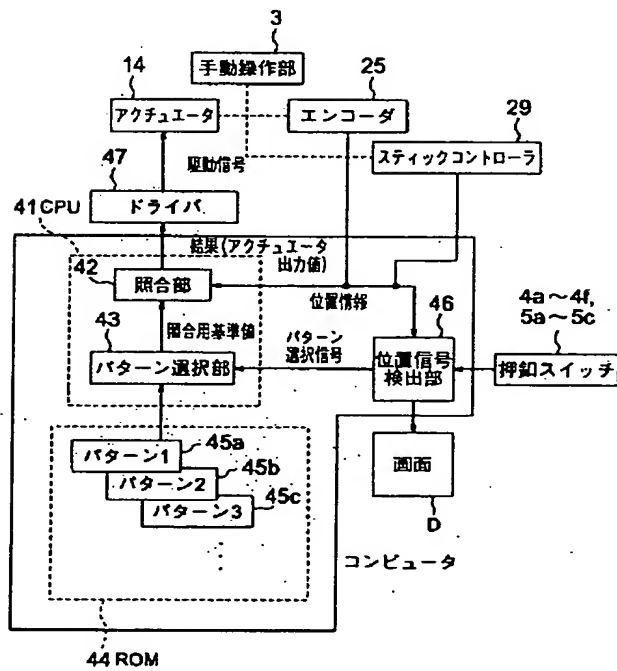 3
手動操作部
14
アクチュエータ
25
エンコーダ
29
スティックコントローラ
駆動信号
47
ドライバ
41 CPU
結果(アクチュエータ
出力値)
42
照合部
位置情報
照合用基準値
43
パターン選択部
パターン
選択信号
46
位置信号
検出部
4a~4f,
5a~5c
押釦スイッチ
パターン1
45a
パターン2
45b
パターン3
45c
画面
D
コンピュータ
44 ROM